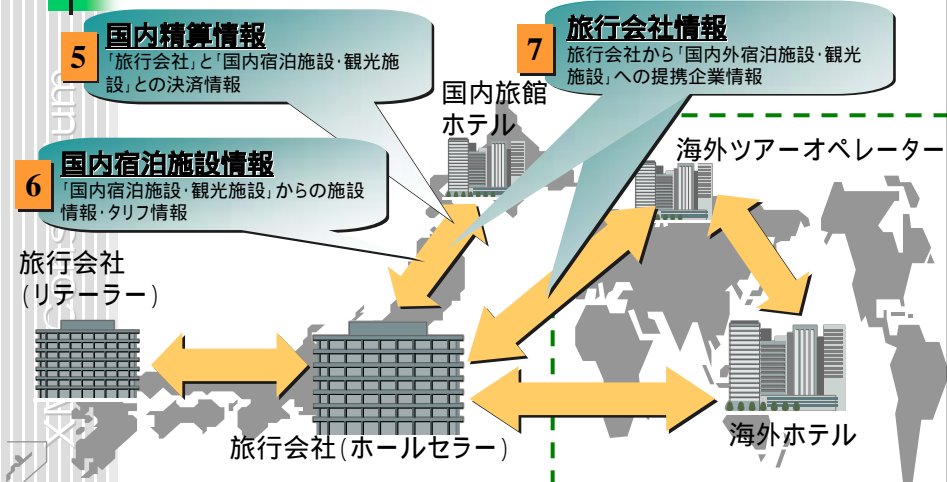 5
国内精算情報
「旅行会社」と「国内宿泊施設・観光施
設」との決済情報
7
旅行会社情報
旅行会社から「国内外宿泊施設・観光
施設」への提携企業情報
国内旅館
ホテル
海外ツアーオペレーター
6
国内宿泊施設情報
「国内宿泊施設・観光施設」からの施設
情報・タリフ情報
旅行会社
(リテーラー)
旅行会社(ホールセラー)
海外ホテル